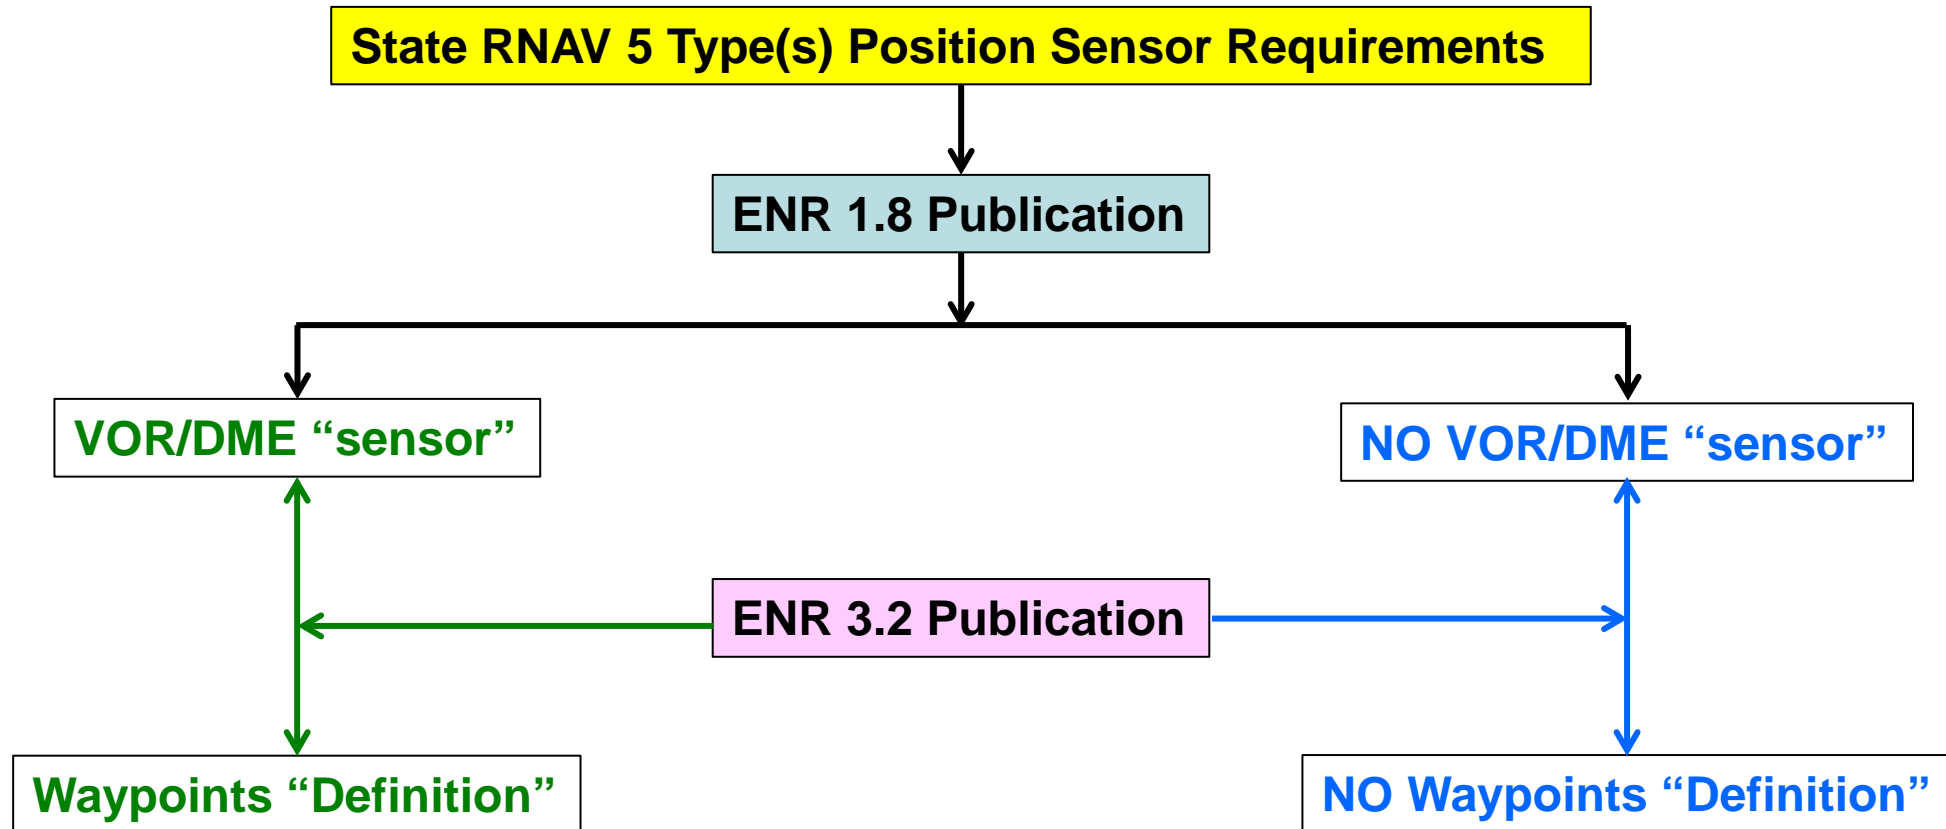 State RNAV 5 Type(s) Position Sensor Requirements
ENR 1.8 Publication
VOR/DME “sensor”
NO VOR/DME “sensor”
ENR 3.2 Publication
Waypoints “Definition”
NO Waypoints “Definition”